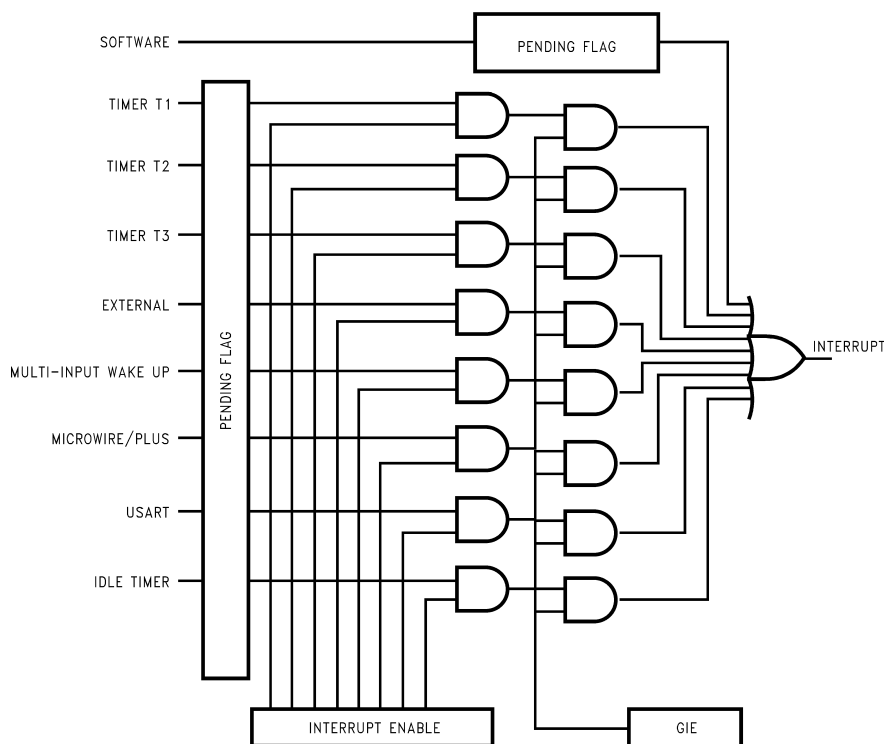 SOFTWARE
PENDING FLAG
TIMER T1
TIMER T2
TIMER T3
EXTERNAL
MULTI-INPUT WAKE UP
MICROWIRE/PLUS
USART
IDLE TIMER
PENDING FLAG
INTERRUPT
INTERRUPT ENABLE
GIE